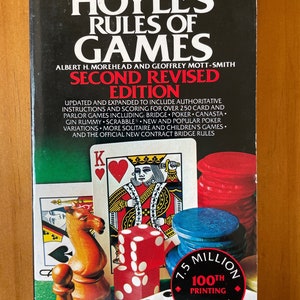 HOYLE'S
RULES OF
GAMES
ALBERT H. MOREHEAD AND GEOFFREY MOTT-SMITH
SECOND REVISED
EDITION
UPDATED AND EXPANDED TO INCLUDE AUTHORITATIVE
INSTRUCTIONS AND SCORING FOR OVER 250 CARD AND
PARLOR GAMES INCLUDING: BRIDGE • POKER • CANASTA •
GIN RUMMY • SCRABBLE® • NEW AND POPULAR POKER
VARIATIONS • MORE SOLITAIRE AND CHILDREN'S GAMES •
AND THE OFFICIAL NEW CONTRACT BRIDGE RULES
K
7.5 MILLION
100TH
PRINTING